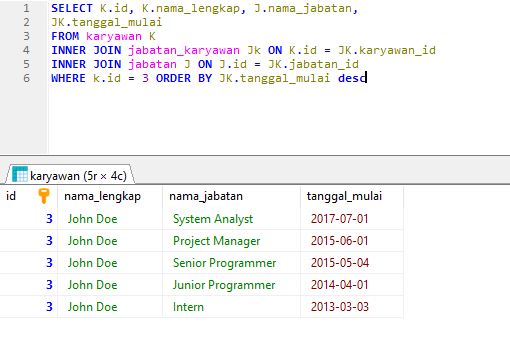 1 SELECT K.id, K.nama_lengkap, J.nama_jabatan,
2 JK.tanggal_mulai
3 FROM karyawan K
4 INNER JOIN jabatan_karyawan Jk ON K.id = JK.karyawan_id
5 INNER JOIN jabatan J ON J.id = JK.jabatan_id
6 WHERE k.id = 3 ORDER BY JK.tanggal_mulai desc
karyawan (5r × 4c)
id nama_lengkap nama_jabatan tanggal_mulai
3 John Doe System Analyst 2017-07-01
3 John Doe Project Manager 2015-06-01
3 John Doe Senior Programmer 2015-05-04
3 John Doe Junior Programmer 2014-04-01
3 John Doe Intern 2013-03-03